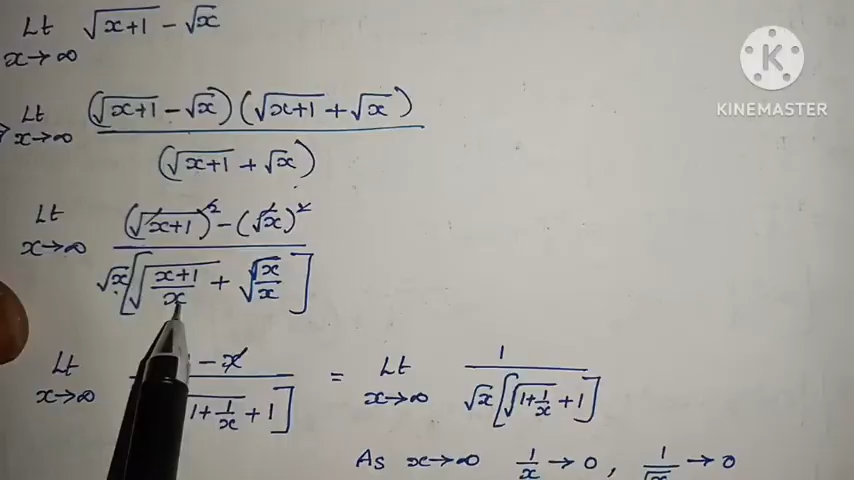 Lt √x+1 − √x
x→∞
Lt (√x+1 − √x) (√x+1 + √x)
x→∞ (√x+1 + √x)
Lt (√x+1)² − (√x)²
x→∞ √x[√x+1/x + √x/x]
Lt − x = Lt 1
x→∞ 1+1/x + 1] x→∞ √x[√1+1/x + 1]
As x→∞ 1/x → 0 , 1/√x → 0
K
KINEMASTER